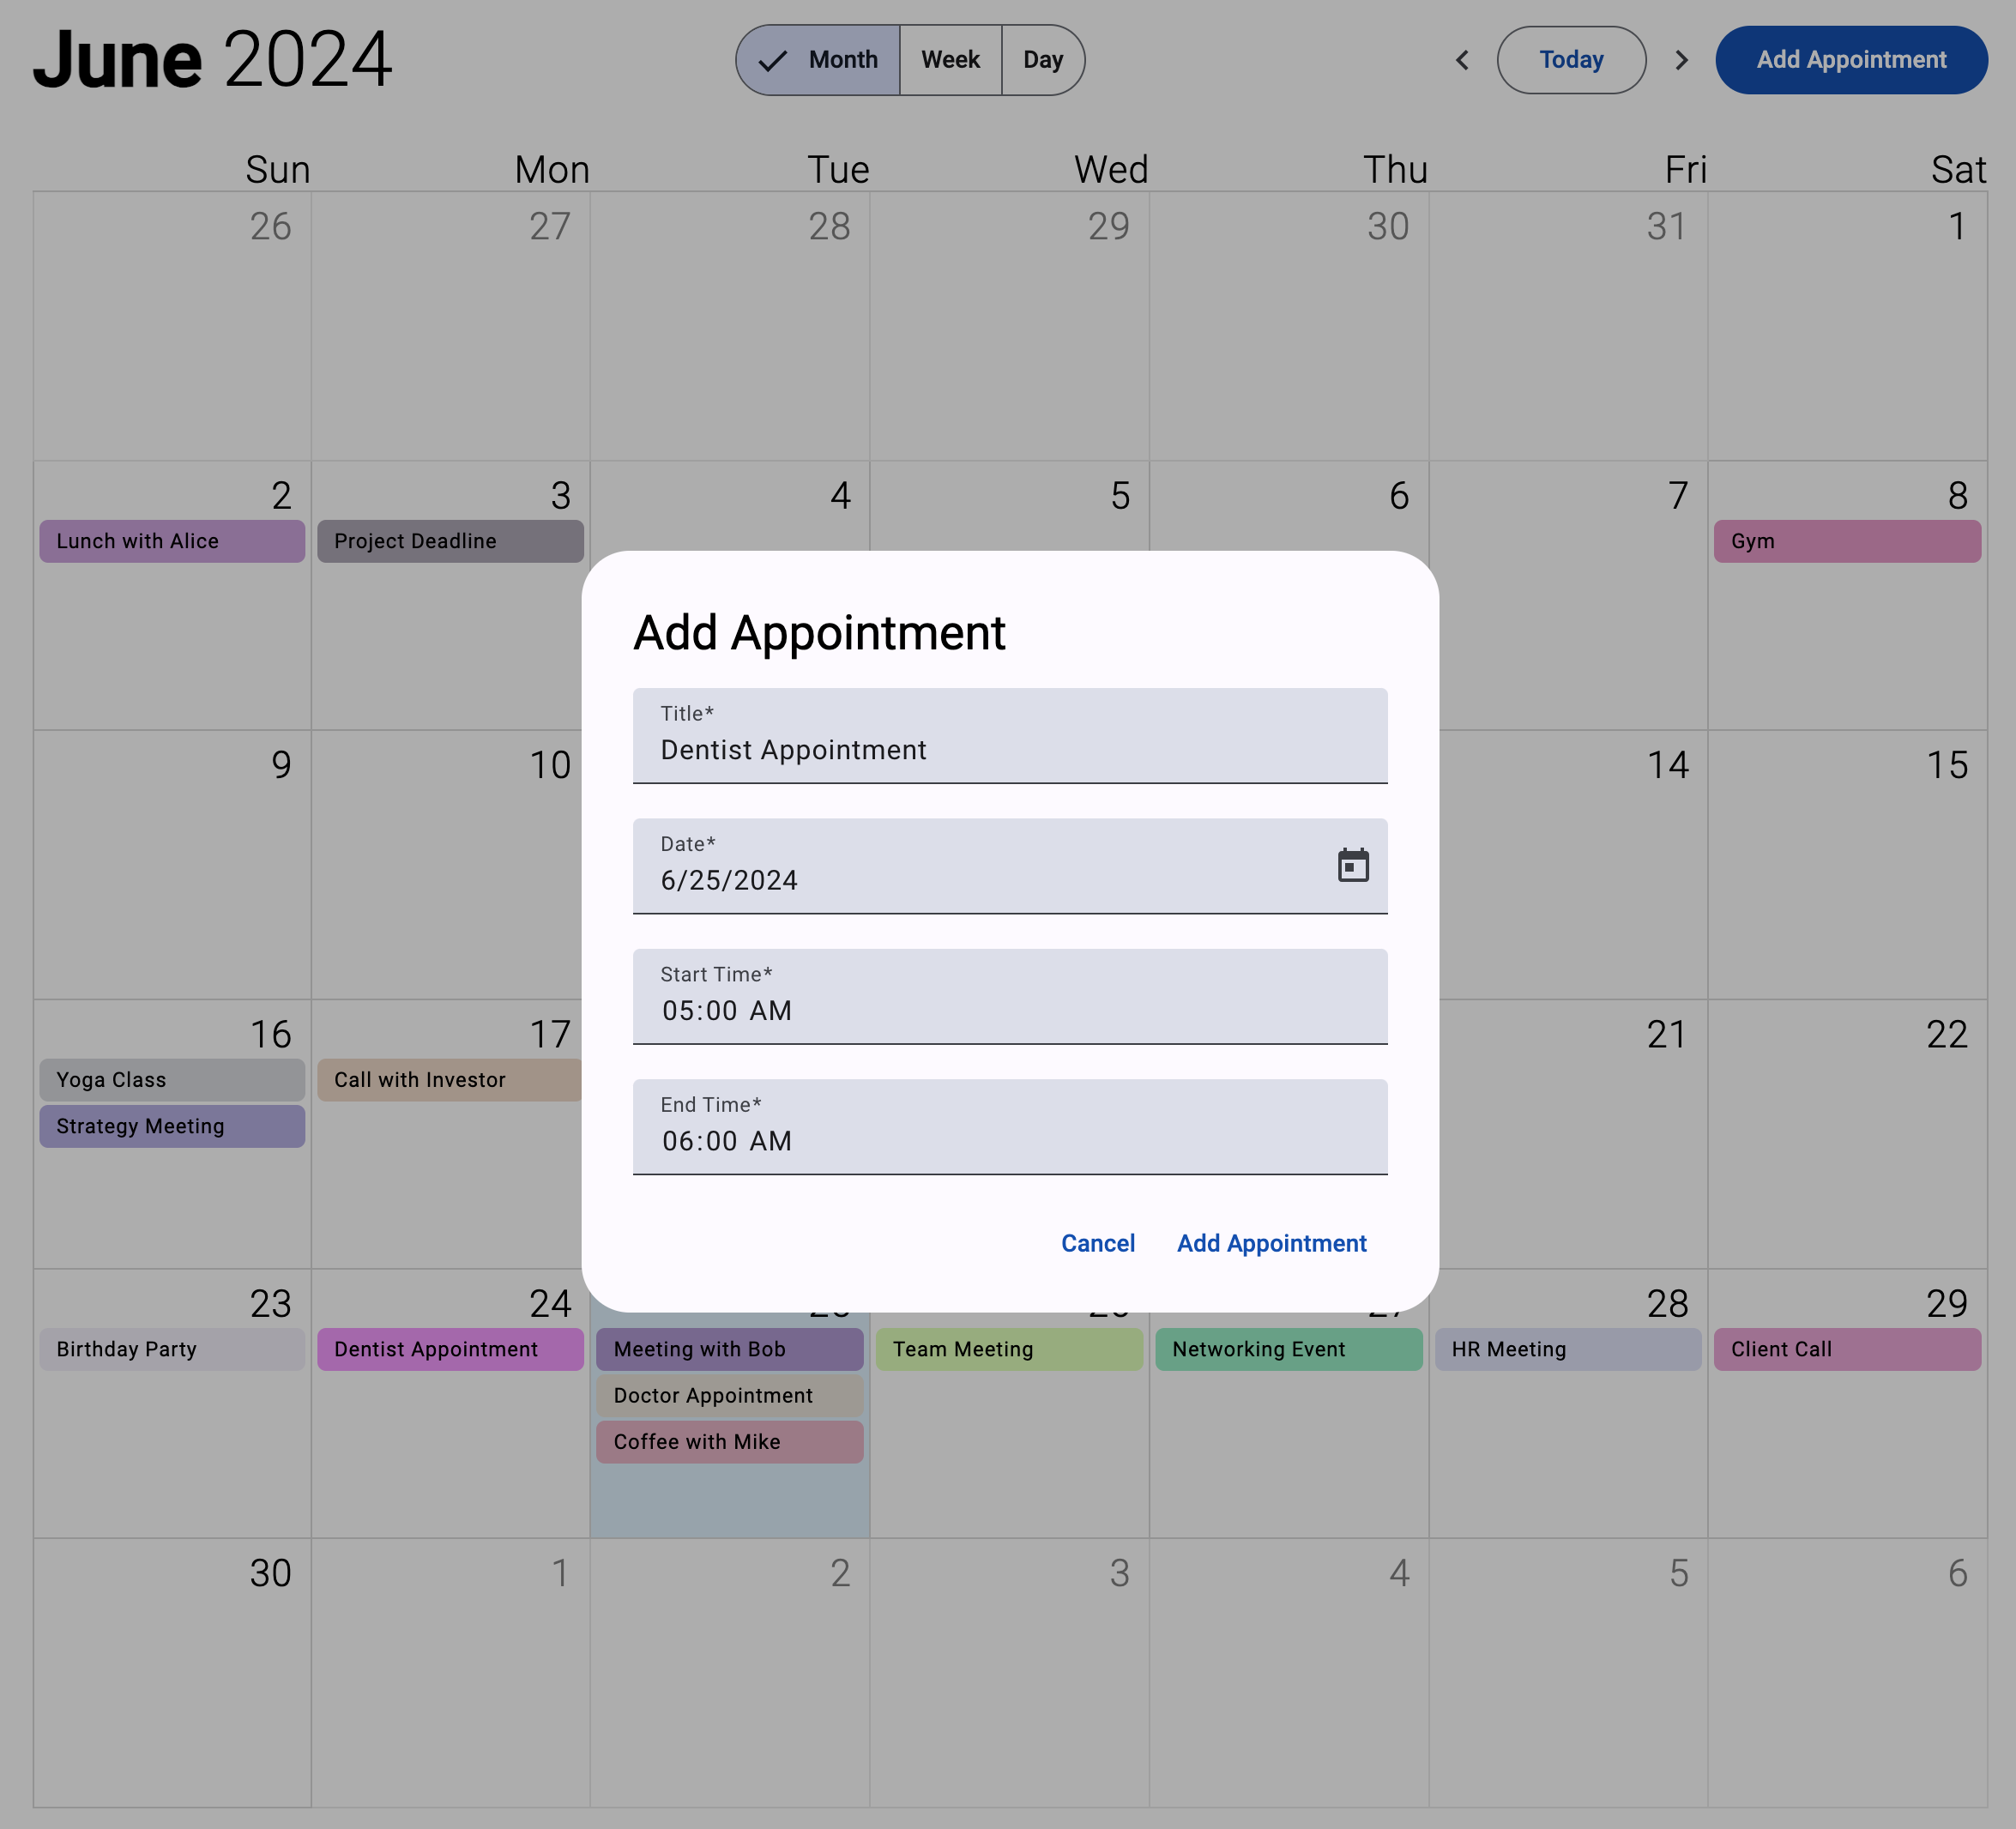 June 2024
Month
Week
Day
Today
Add Appointment
Sun Mon Tue Wed Thu Fri Sat
26 27 28 29 30 31 1
2 3 4 5 6 7 8
Lunch with Alice
Project Deadline
Gym
Add Appointment
Title*
Dentist Appointment
Date*
6/25/2024
Start Time*
05:00 AM
End Time*
06:00 AM
Cancel
Add Appointment
9 10 14 15
16 17 21 22
Yoga Class
Strategy Meeting
Call with Investor
23 24 28 29
Birthday Party
Dentist Appointment
Meeting with Bob
Doctor Appointment
Coffee with Mike
Team Meeting
Networking Event
HR Meeting
Client Call
30 1 2 3 4 5 6